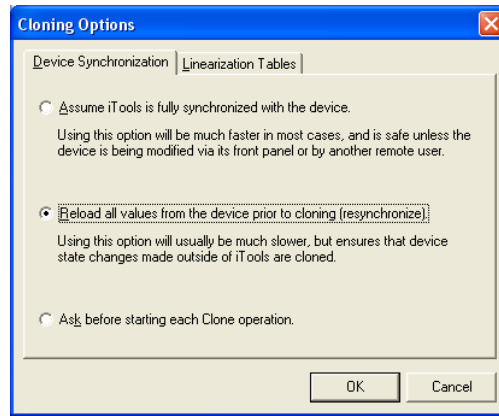 Cloning Options
Device Synchronization
Linearization Tables
Assume iTools is fully synchronized with the device.
Using this option will be much faster in most cases, and is safe unless the
device is being modified via its front panel or by another remote user.
Reload all values from the device prior to cloning (resynchronize).
Using this option will usually be much slower, but ensures that device
state changes made outside of iTools are cloned.
Ask before starting each Clone operation.
OK
Cancel